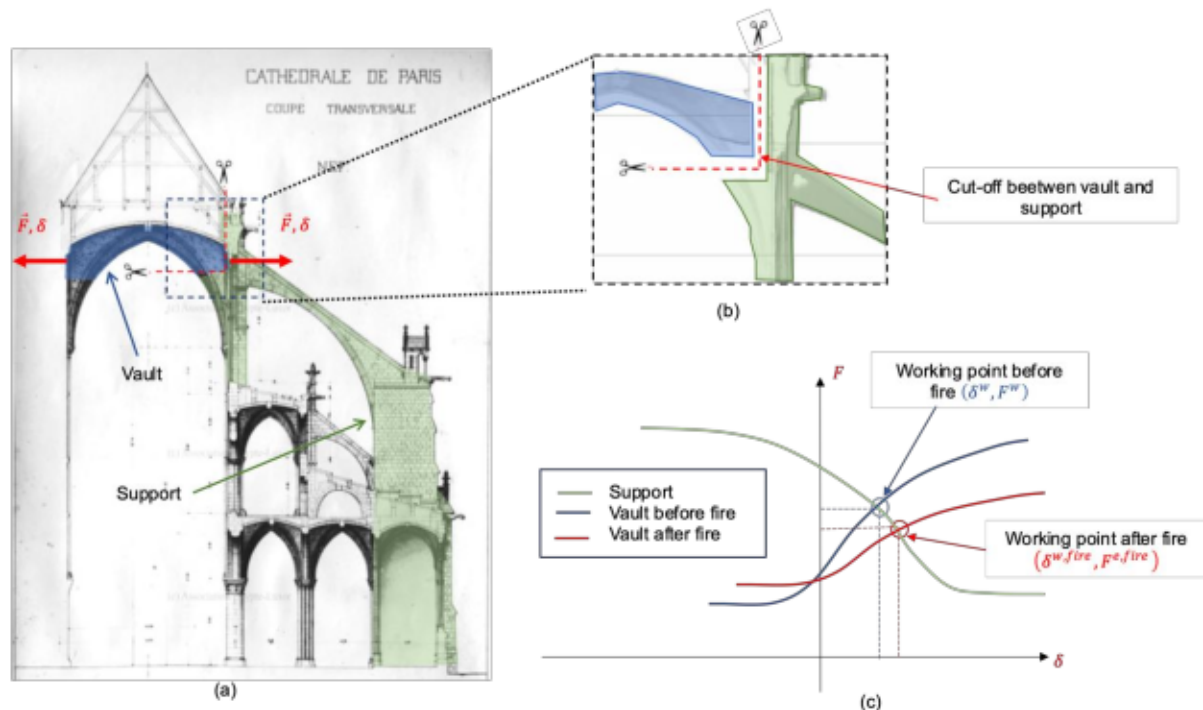 CATHEDRALE DE PARIS
COUPE TRANSVERSALE
NEF
F⃗, δ
F⃗, δ
Vault
Support
(a)
Cut-off beetwen vault and
support
(b)
F
Working point before
fire (δ^w, F^w)
Support
Vault before fire
Vault after fire
Working point after fire
(δ^{w,fire}, F^{e,fire})
δ
(c)